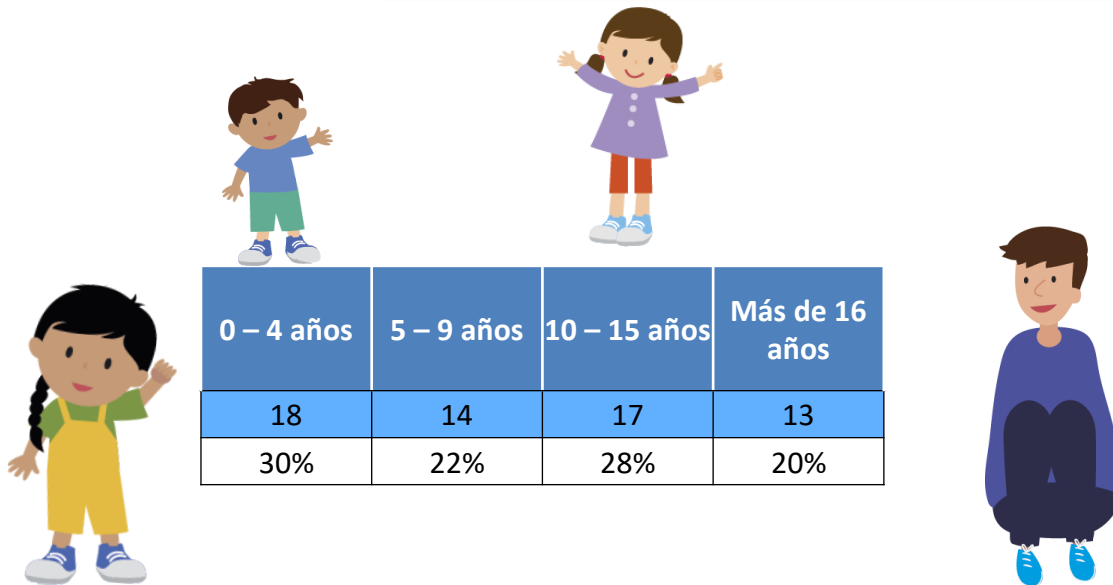 0 – 4 años
5 – 9 años
10 – 15 años
Más de 16
años
18
14
17
13
30%
22%
28%
20%